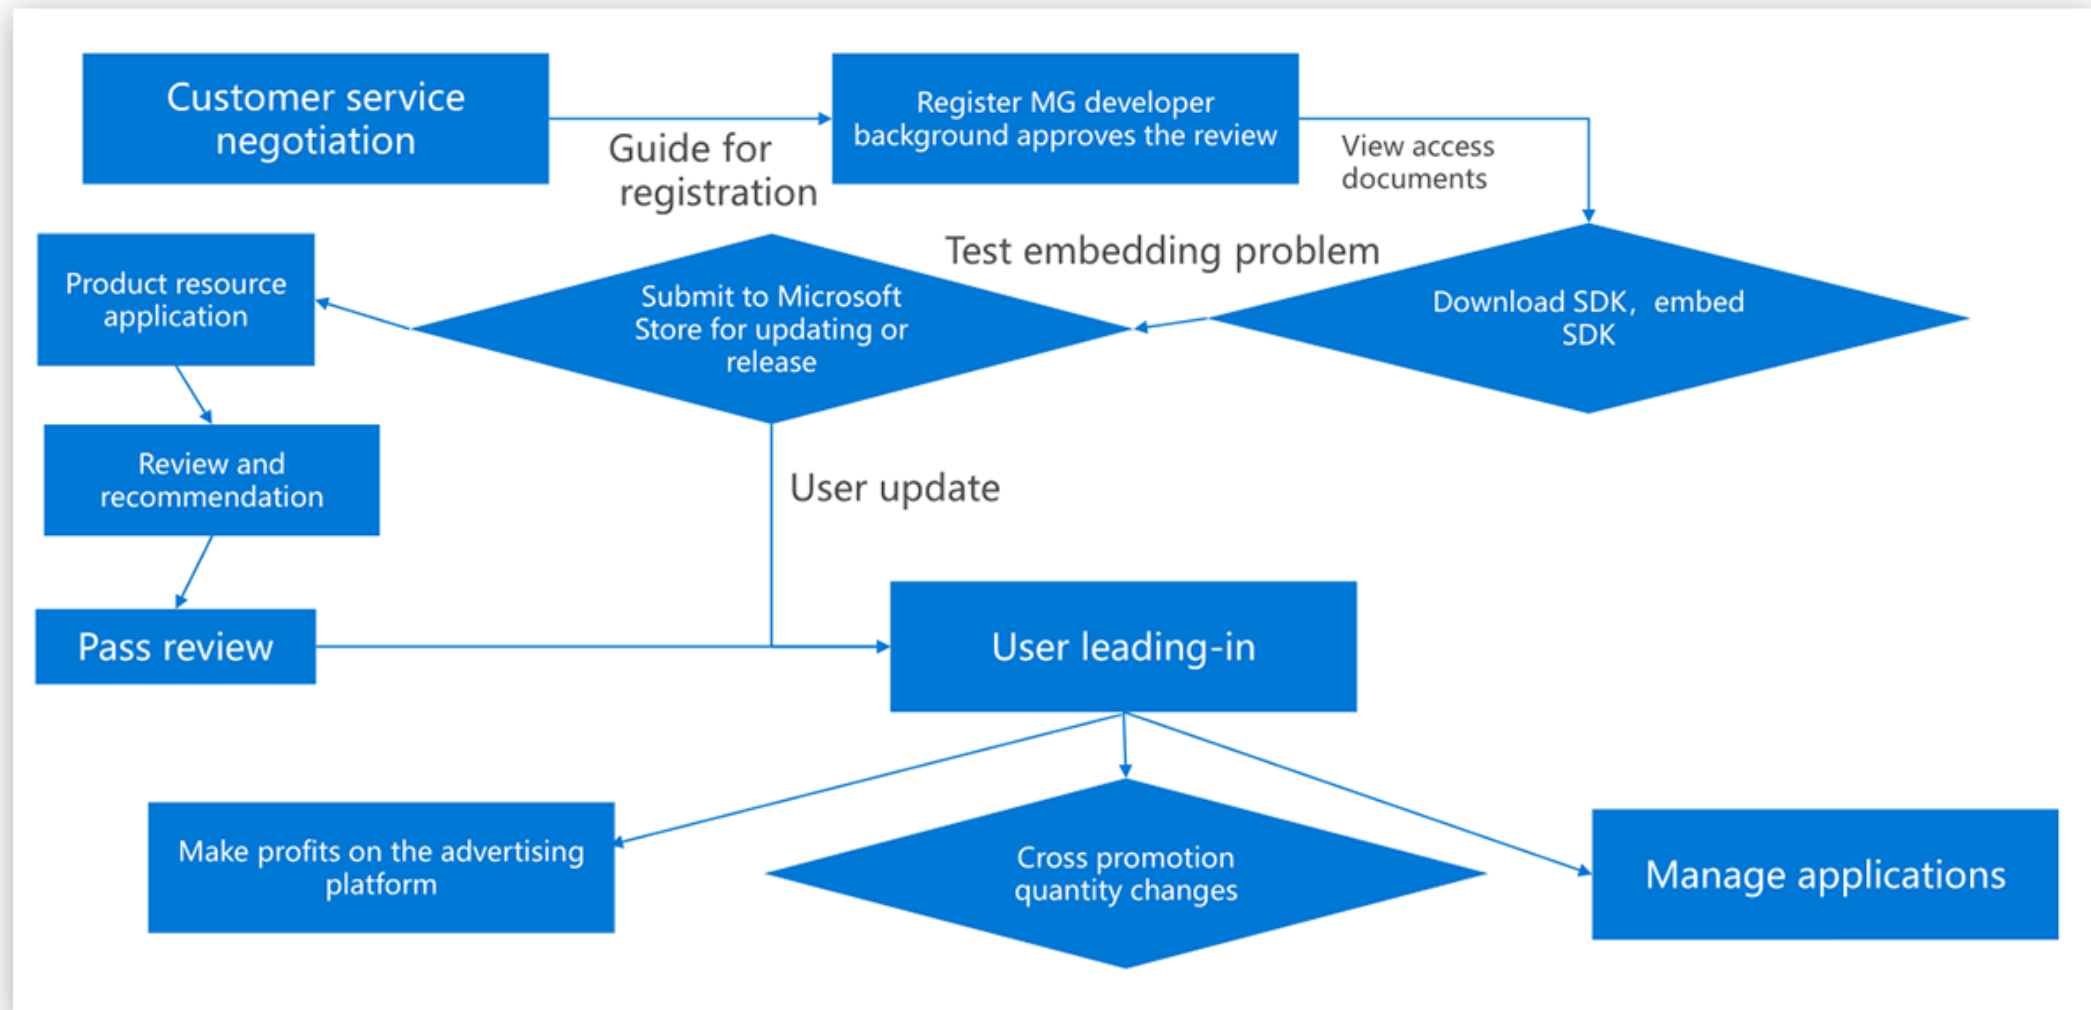 Customer service
negotiation
Guide for
registration
Register MG developer
background approves the review
View access
documents
Download SDK，embed
SDK
Test embedding problem
Submit to Microsoft
Store for updating or
release
Product resource
application
Review and
recommendation
Pass review
User update
User leading-in
Make profits on the advertising
platform
Cross promotion
quantity changes
Manage applications